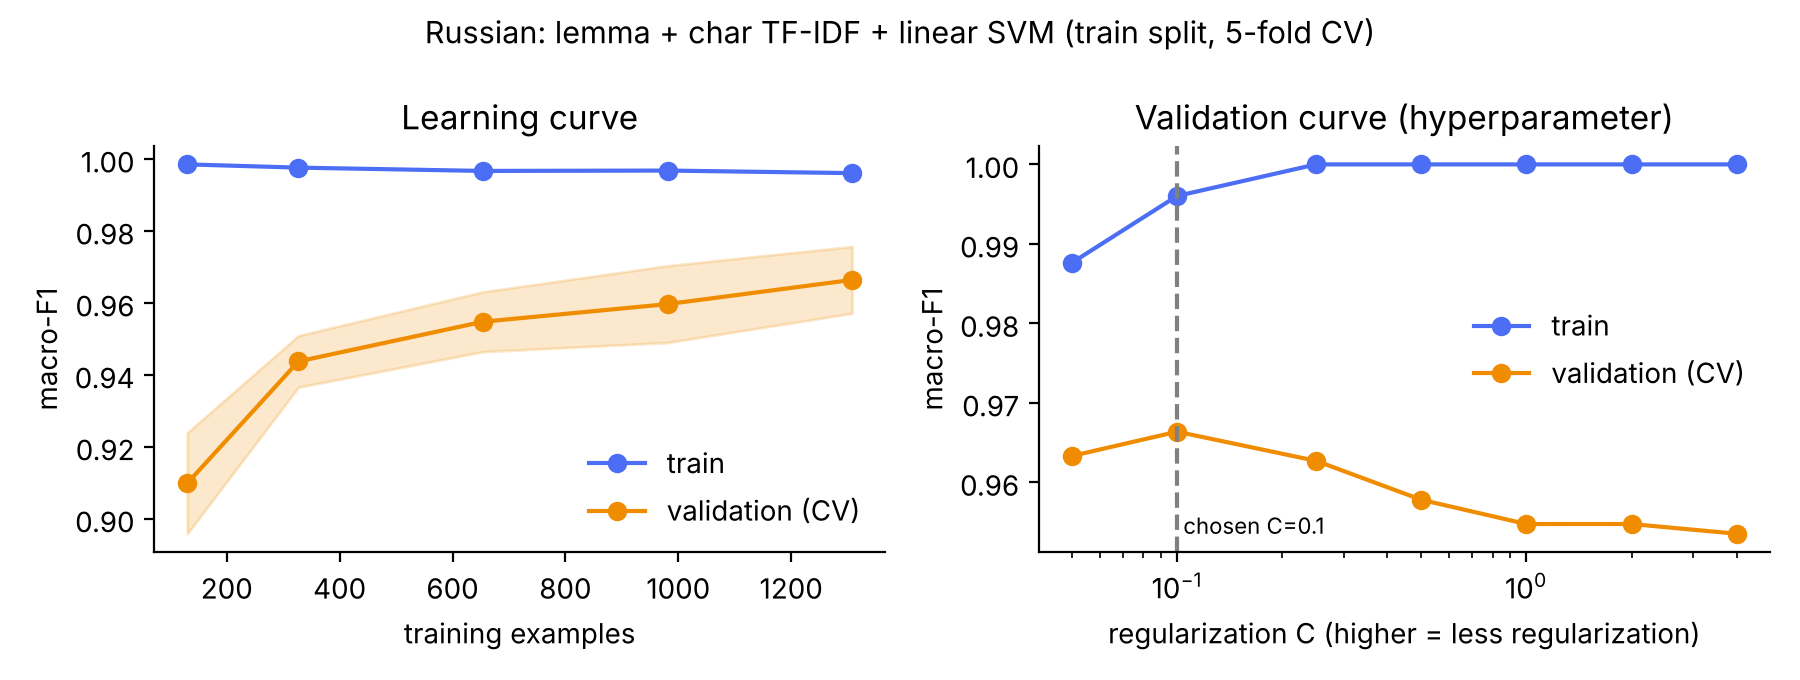 Russian: lemma + char TF-IDF + linear SVM (train split, 5-fold CV)
Learning curve
macro-F1
1.00
0.98
0.96
0.94
0.92
0.90
train
validation (CV)
200 400 600 800 1000 1200
training examples
Validation curve (hyperparameter)
macro-F1
1.00
0.99
0.98
0.97
0.96
train
validation (CV)
chosen C=0.1
10⁻¹ 10⁰
regularization C (higher = less regularization)